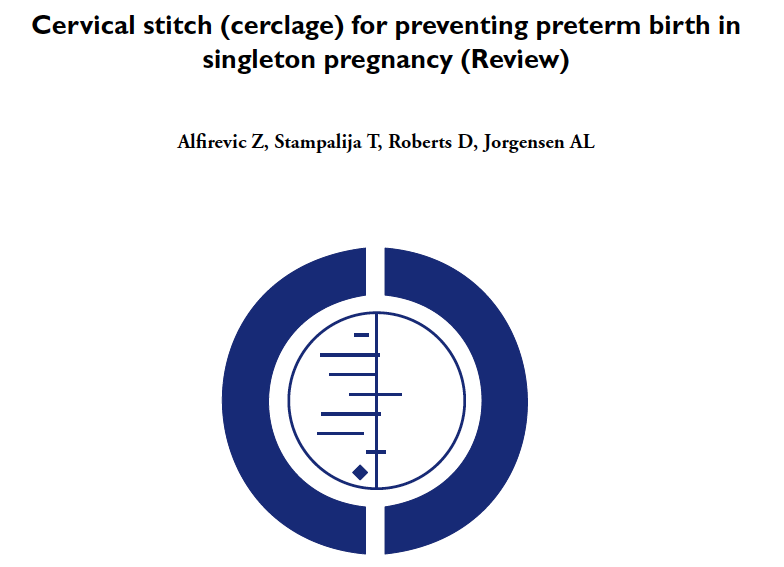 Cervical stitch (cerclage) for preventing preterm birth in
singleton pregnancy (Review)
Alfirevic Z, Stampalija T, Roberts D, Jorgensen AL